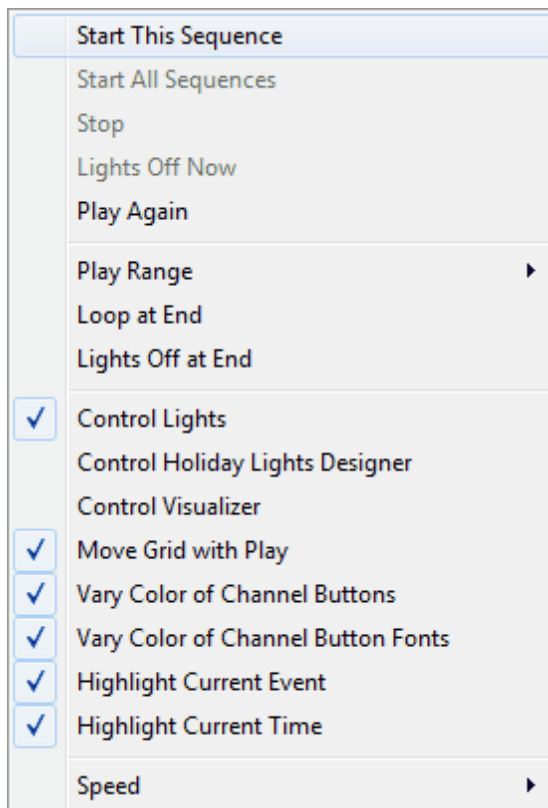 Start This Sequence
Start All Sequences
Stop
Lights Off Now
Play Again
Play Range
Loop at End
Lights Off at End
Control Lights
Control Holiday Lights Designer
Control Visualizer
Move Grid with Play
Vary Color of Channel Buttons
Vary Color of Channel Button Fonts
Highlight Current Event
Highlight Current Time
Speed